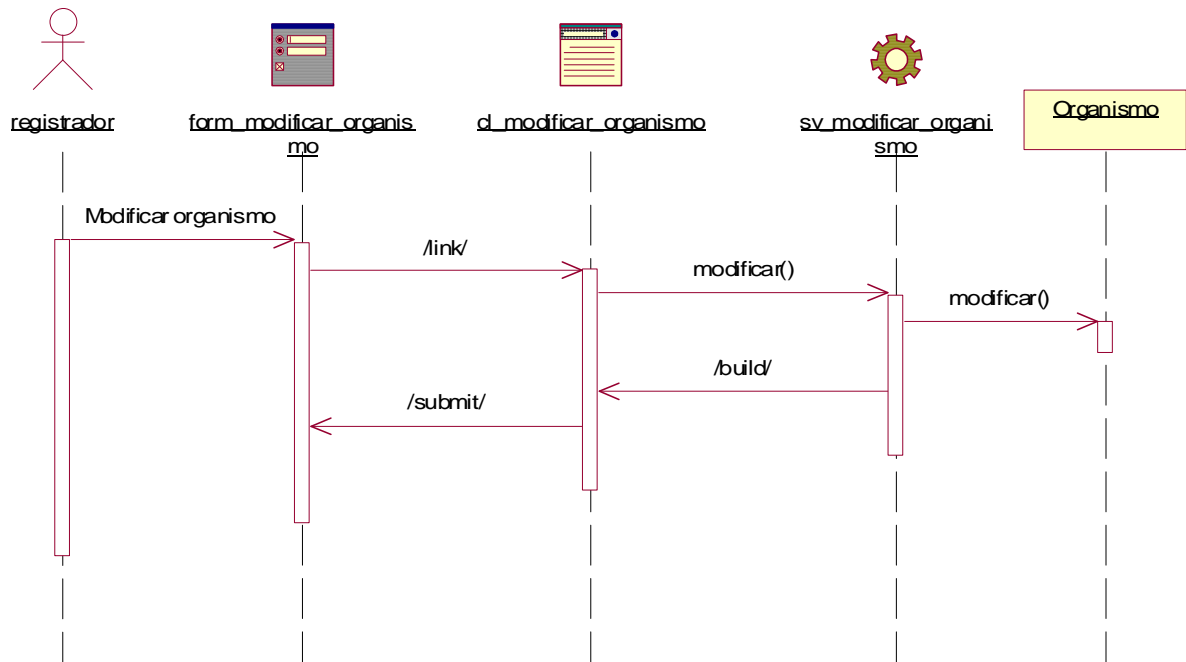 registrador
form_modificar_organis
mo
cl_modificar_organismo
sv_modificar_organi
smo
Organismo
Modificar organismo
/link/
modificar()
modificar()
/build/
/submit/